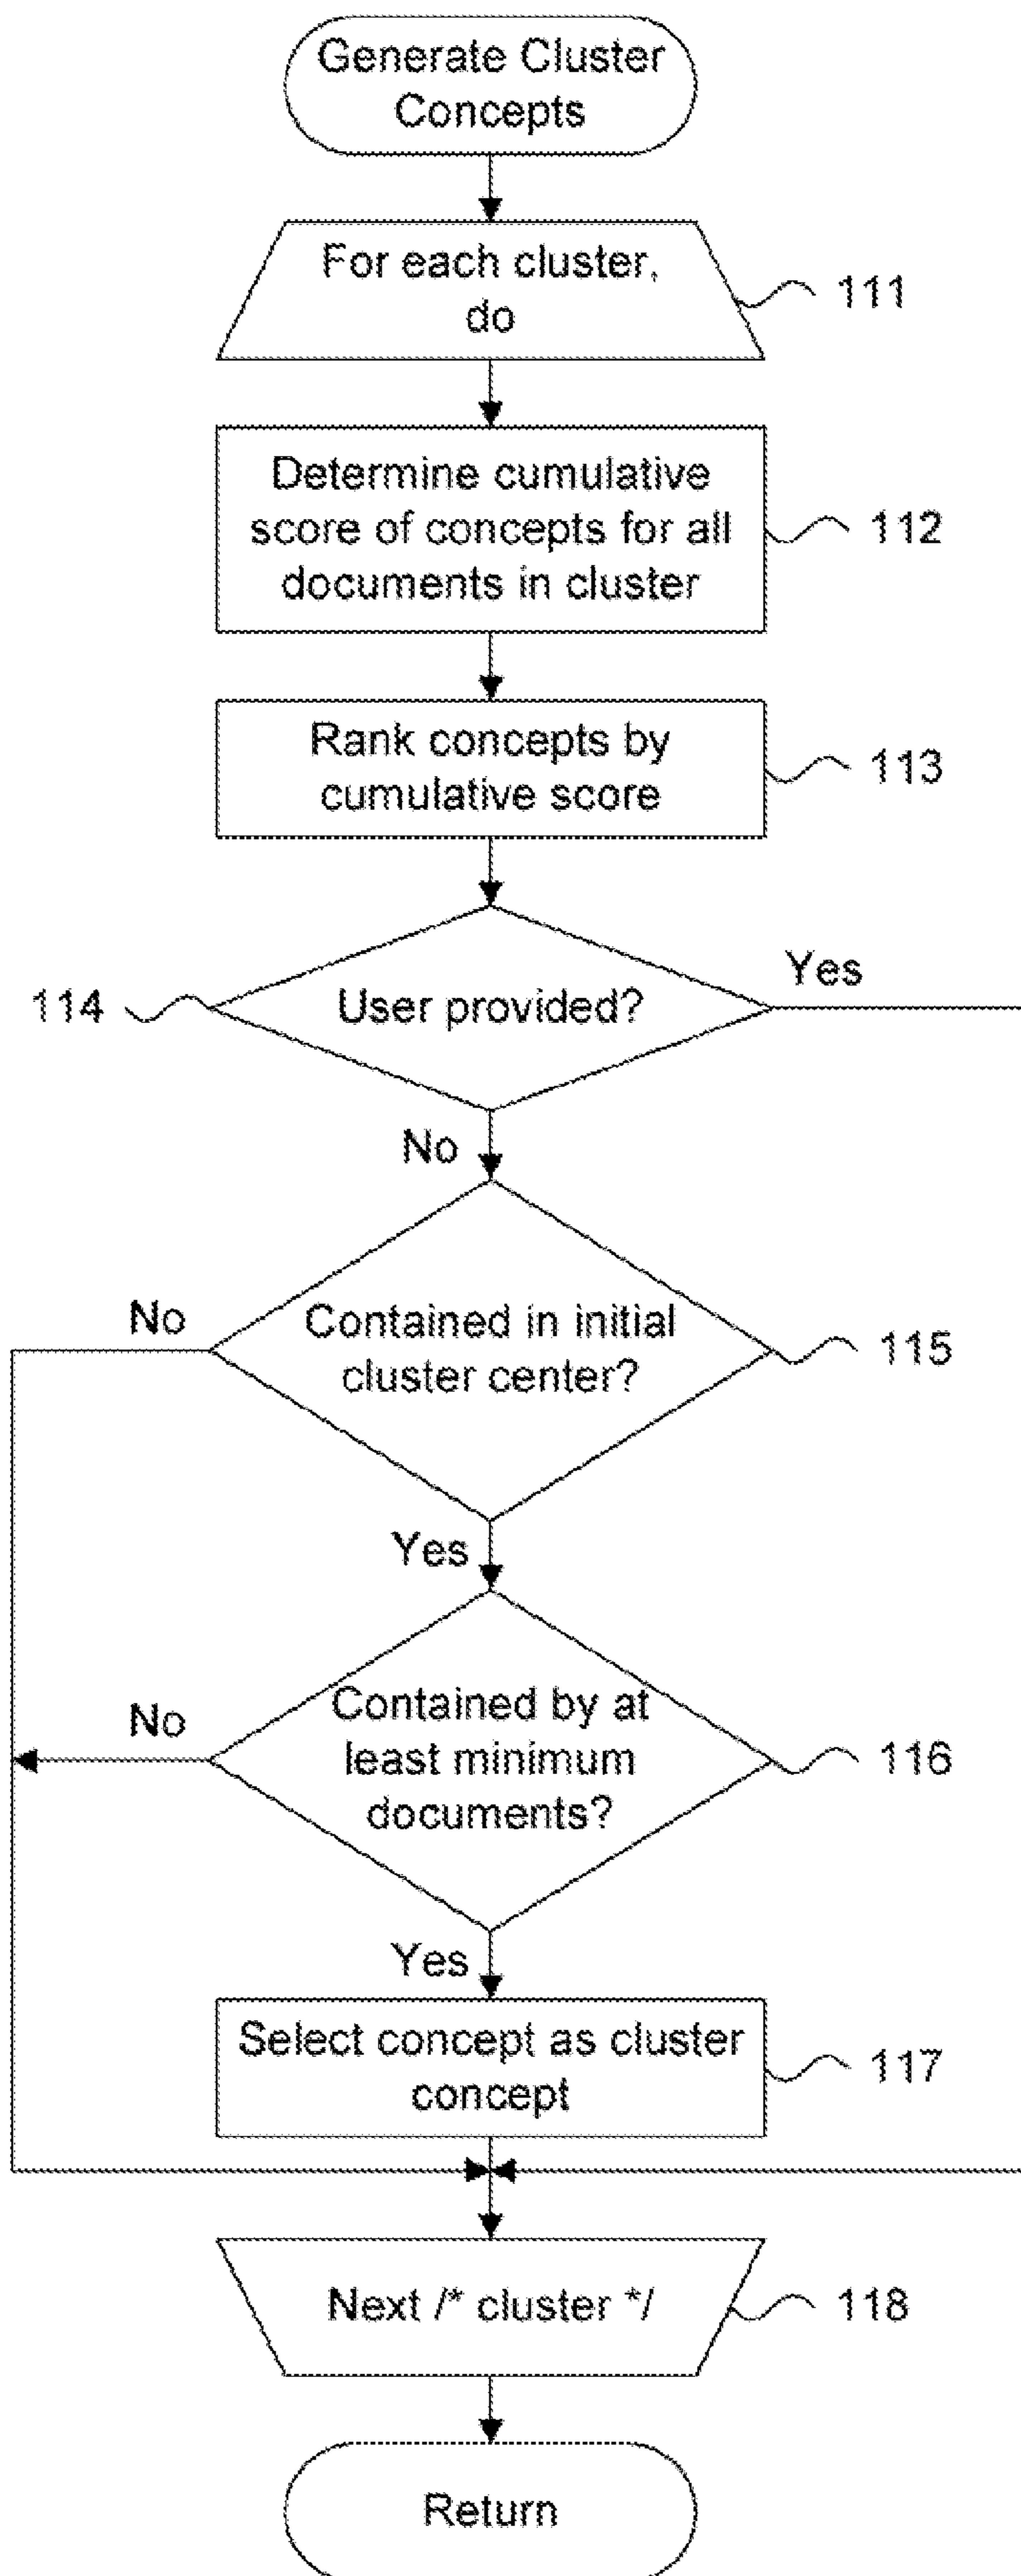 Generate Cluster
Concepts
For each cluster,
do
111
Determine cumulative
score of concepts for all
documents in cluster
112
Rank concepts by
cumulative score
113
114
User provided?
Yes
No
Contained in initial
cluster center?
No
115
Yes
Contained by at
least minimum
documents?
No
116
Yes
Select concept as cluster
concept
117
Next /* cluster */
118
Return